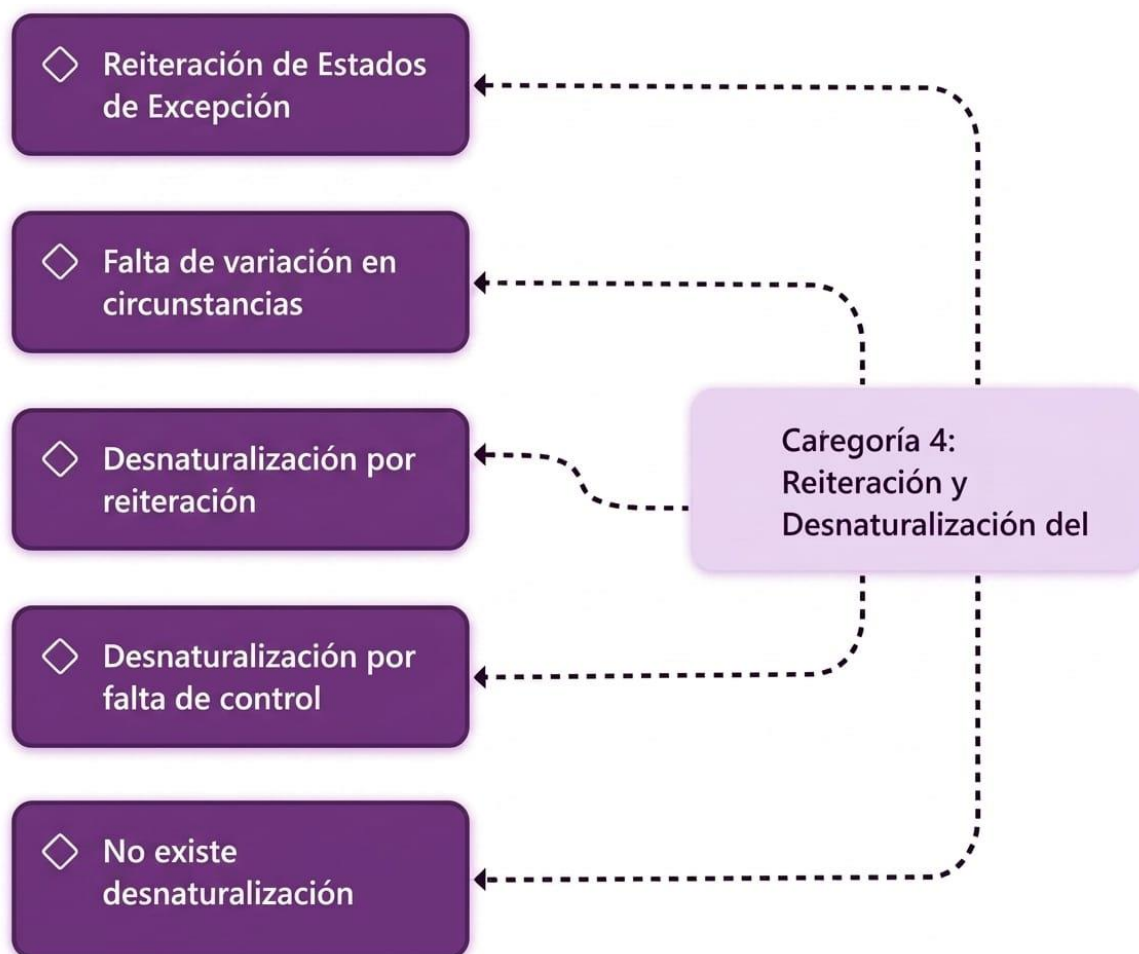 Reiteración de Estados
de Excepción
Falta de variación en
circunstancias
Desnaturalización por
reiteración
Desnaturalización por
falta de control
No existe
desnaturalización
Caregoría 4:
Reiteración y
Desnaturalización del